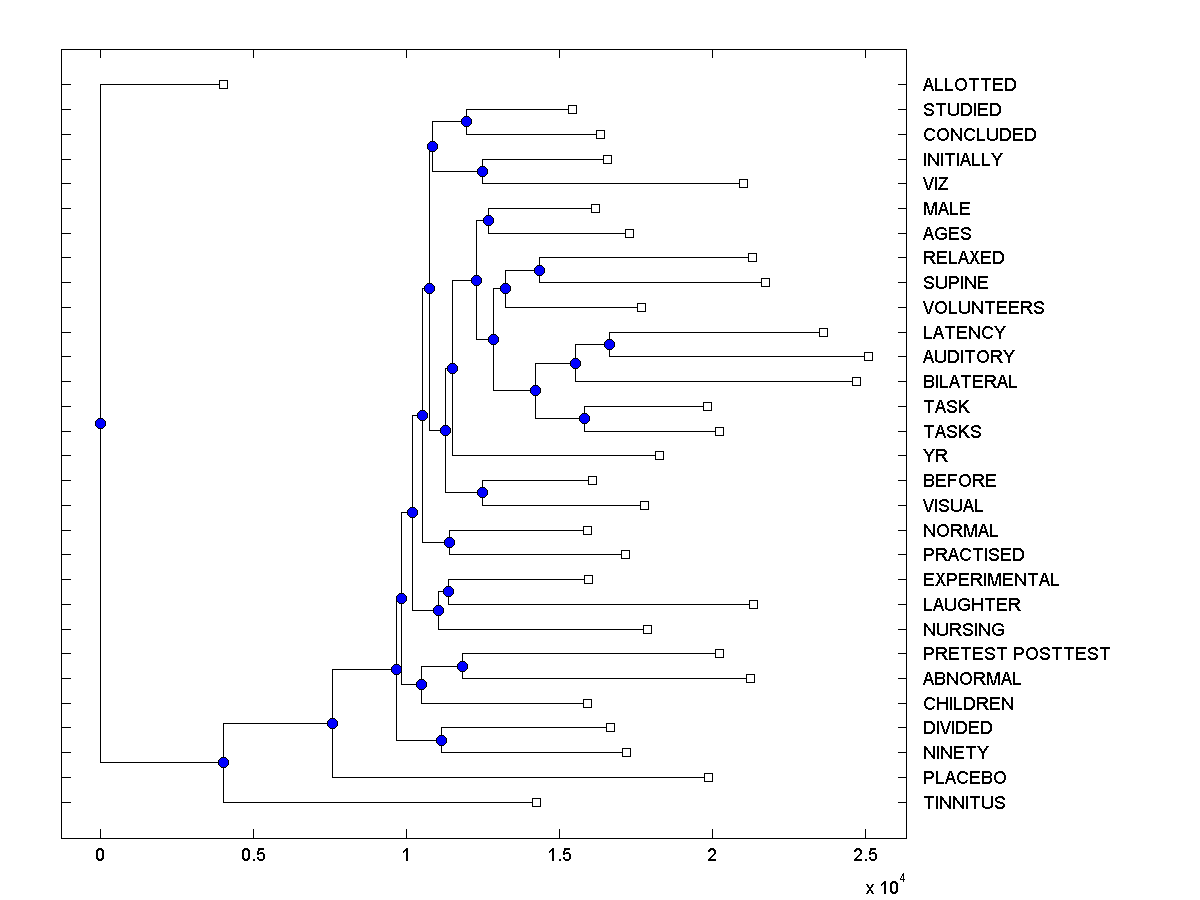 ALLOTTED
STUDIED
CONCLUDED
INITIALLY
VIZ
MALE
AGES
RELAXED
SUPINE
VOLUNTEERS
LATENCY
AUDITORY
BILATERAL
TASK
TASKS
YR
BEFORE
VISUAL
NORMAL
PRACTISED
EXPERIMENTAL
LAUGHTER
NURSING
PRETEST POSTTEST
ABNORMAL
CHILDREN
DIVIDED
NINETY
PLACEBO
TINNITUS
0 0.5 1 1.5 2 2.5
x 10^4